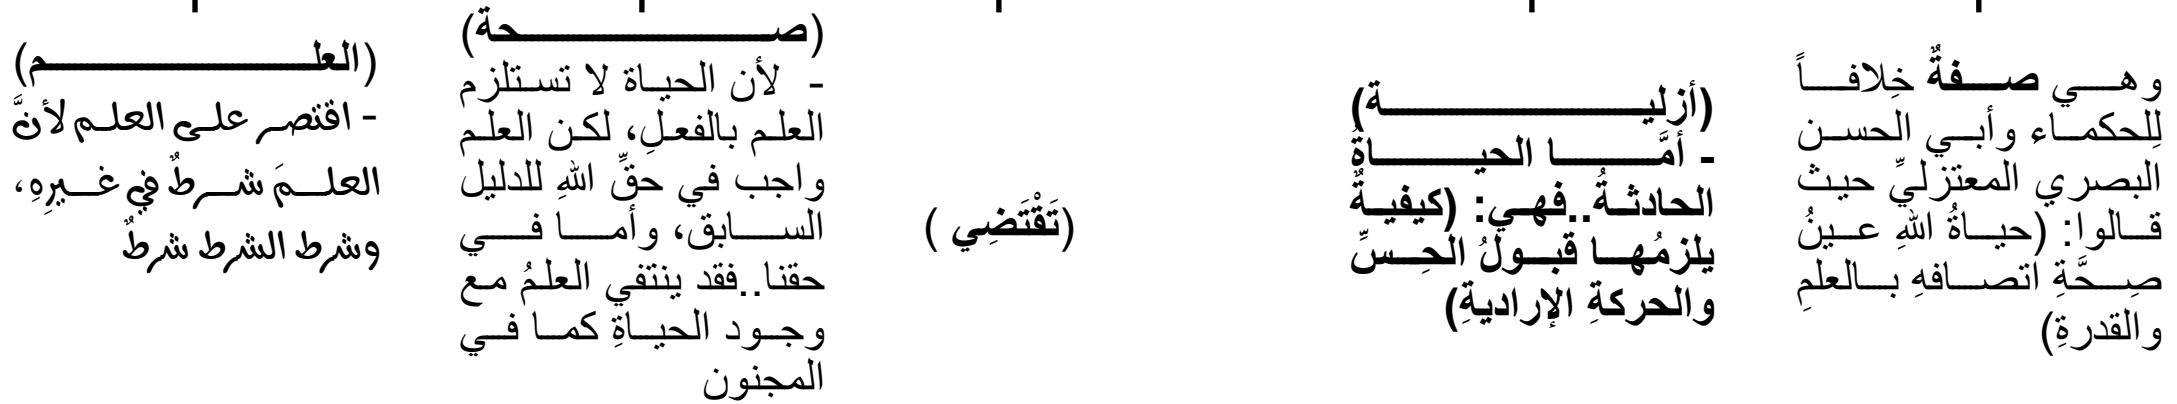 وهي صفةٌ خِلافاً
لِلحكماء وأبي الحسن
البصري المعتزليِّ حيث
قالوا: (حياةُ اللهِ عينُ
صِحَّةِ اتصافهِ بالعلمِ
والقدرةِ)
(أزلية)
- أمَّا الحياةُ
الحادثةُ..فهي: (كيفيةٌ
يلزمُها قبولُ الحِسِّ
والحركةِ الإراديةِ)
(تَقْتَضِي )
(صحة)
- لأن الحياة لا تستلزم
العلم بالفعلِ، لكن العلم
واجب في حقِّ اللهِ للدليل
السابق، وأما في
حقنا..فقد ينتفي العلمُ مع
وجود الحياةِ كما في
المجنون
(العلم)
- اقتصر على العلم لأنَّ
العلمَ شرطٌ في غيرِهِ،
وشرط الشرط شرطٌ